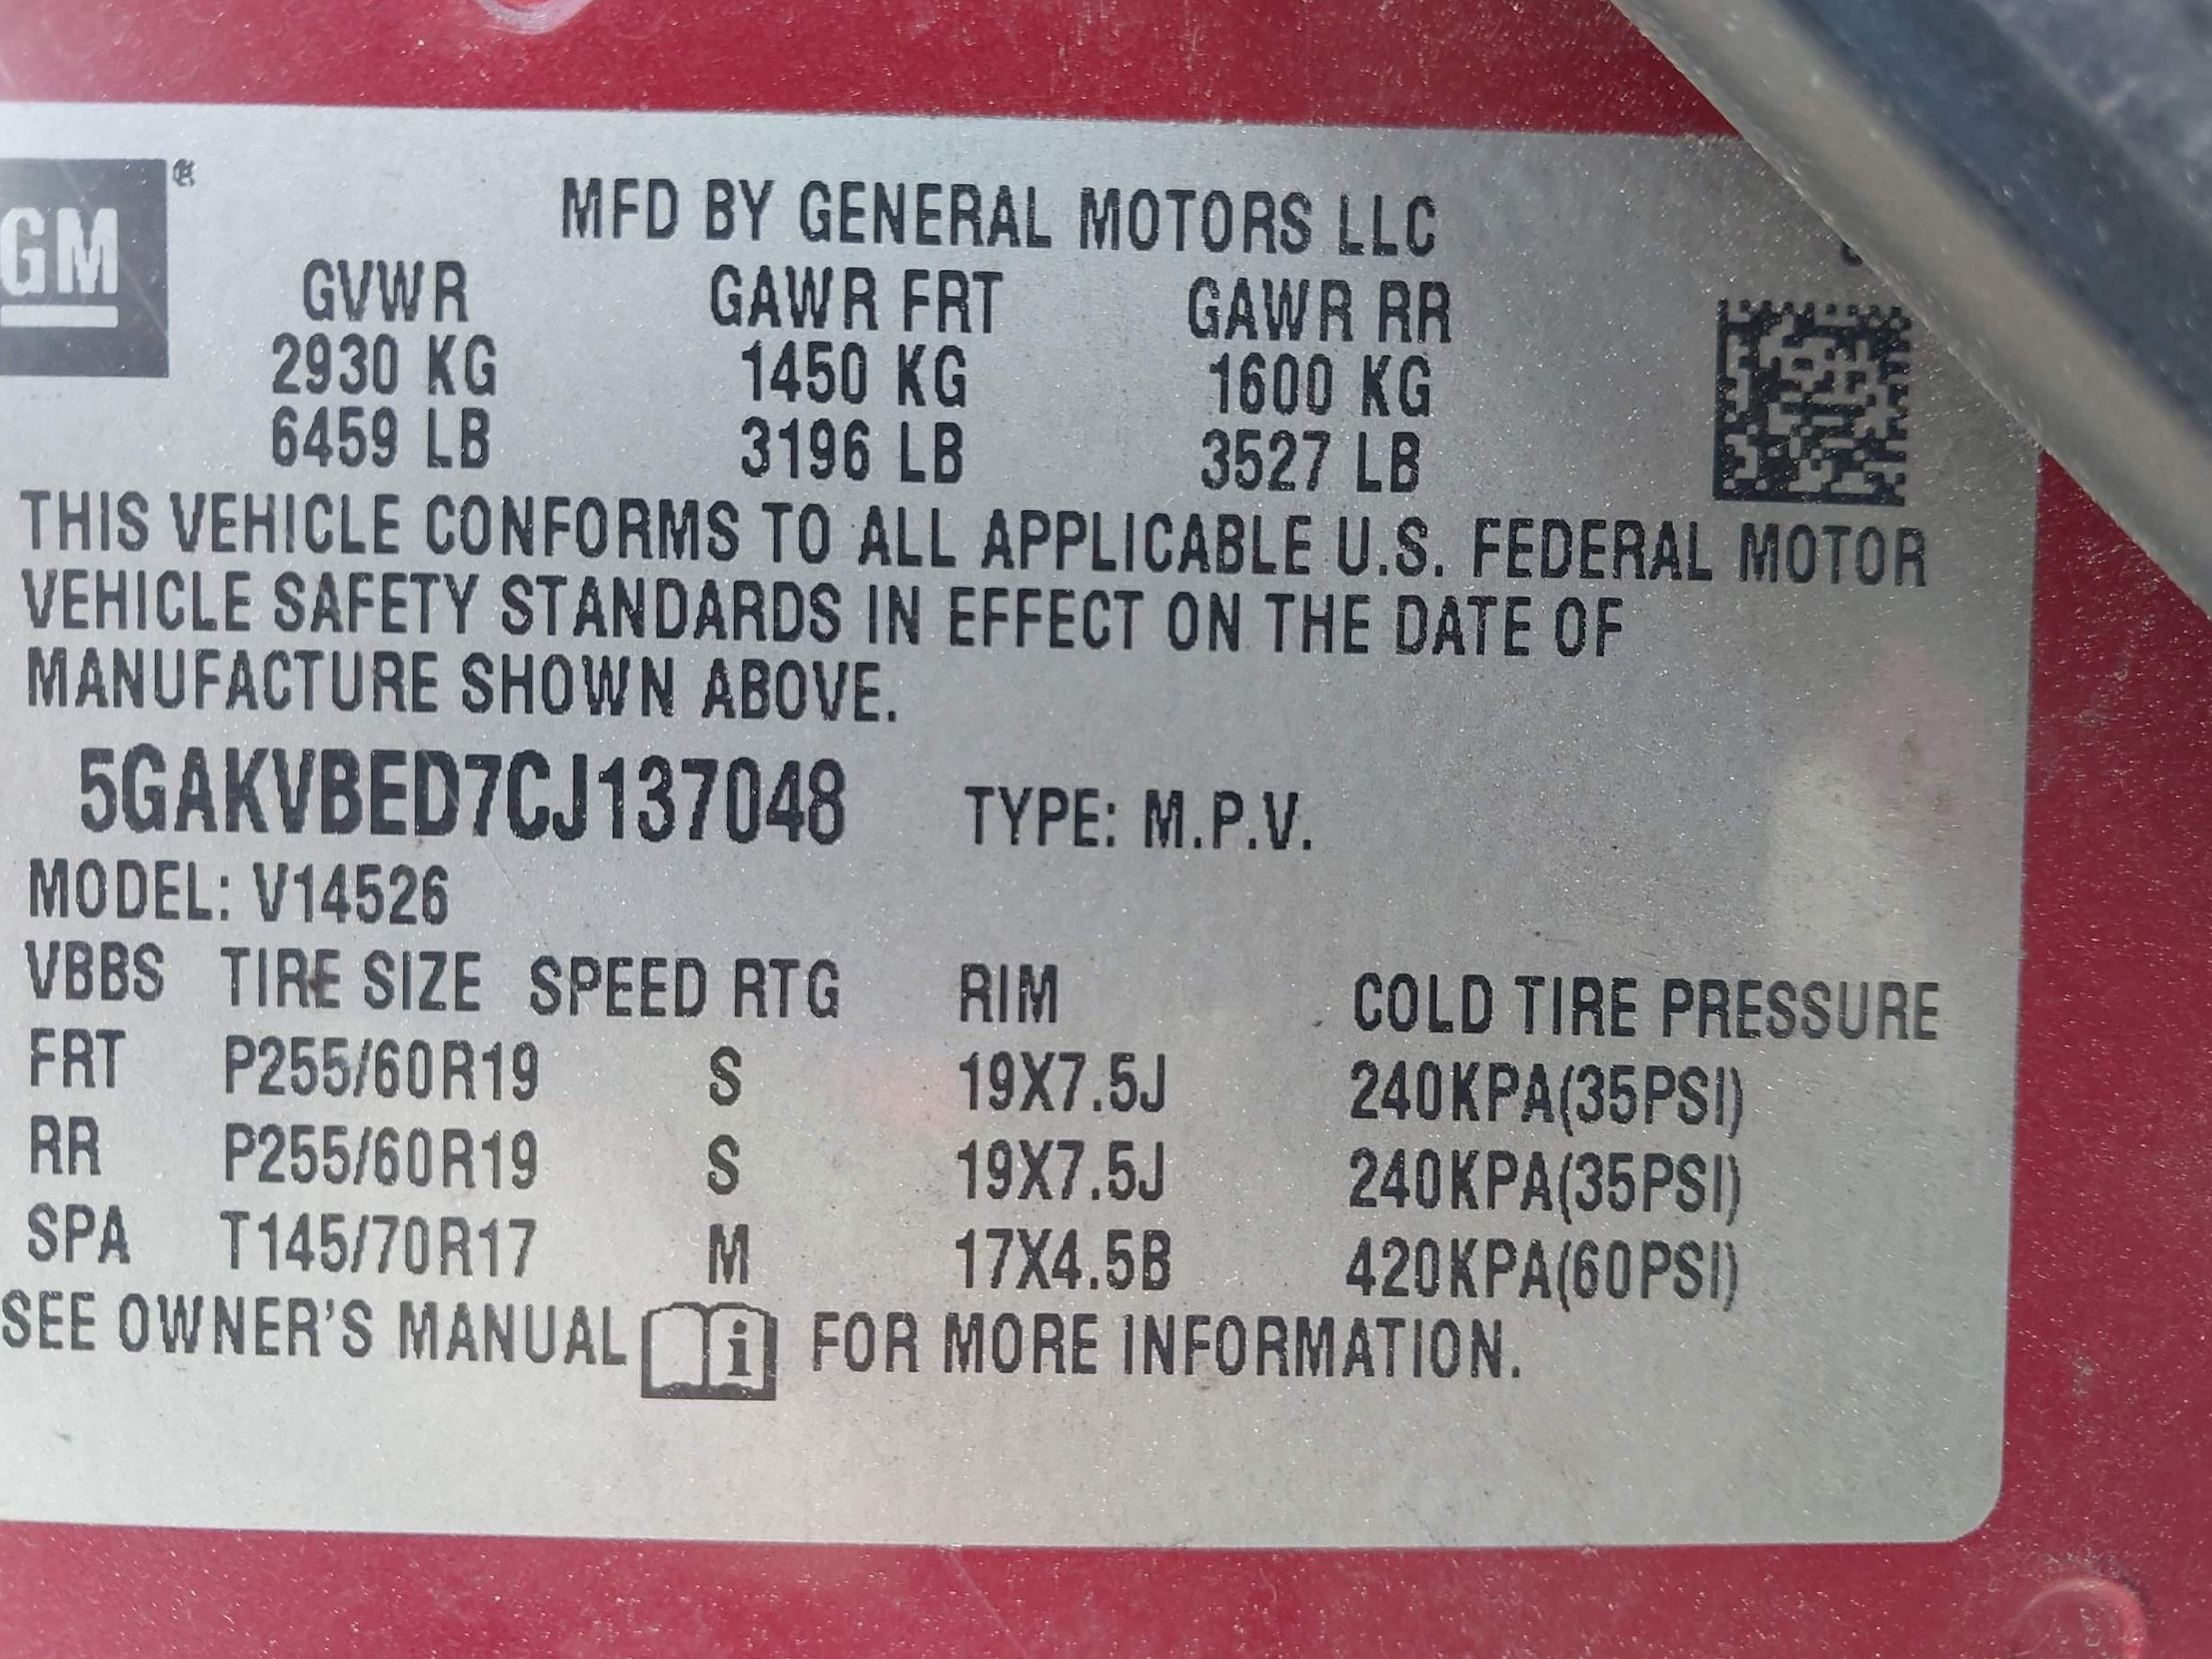 GM
MFD BY GENERAL MOTORS LLC
GVWR GAWR FRT GAWR RR
2930 KG 1450 KG 1600 KG
6459 LB 3196 LB 3527 LB
THIS VEHICLE CONFORMS TO ALL APPLICABLE U.S. FEDERAL MOTOR
VEHICLE SAFETY STANDARDS IN EFFECT ON THE DATE OF
MANUFACTURE SHOWN ABOVE.
5GAKVBED7CJ137048 TYPE: M.P.V.
MODEL: V14526
VBBS TIRE SIZE SPEED RTG RIM COLD TIRE PRESSURE
FRT P255/60R19 S 19X7.5J 240KPA(35PSI)
RR P255/60R19 S 19X7.5J 240KPA(35PSI)
SPA T145/70R17 M 17X4.5B 420KPA(60PSI)
SEE OWNER'S MANUAL i FOR MORE INFORMATION.